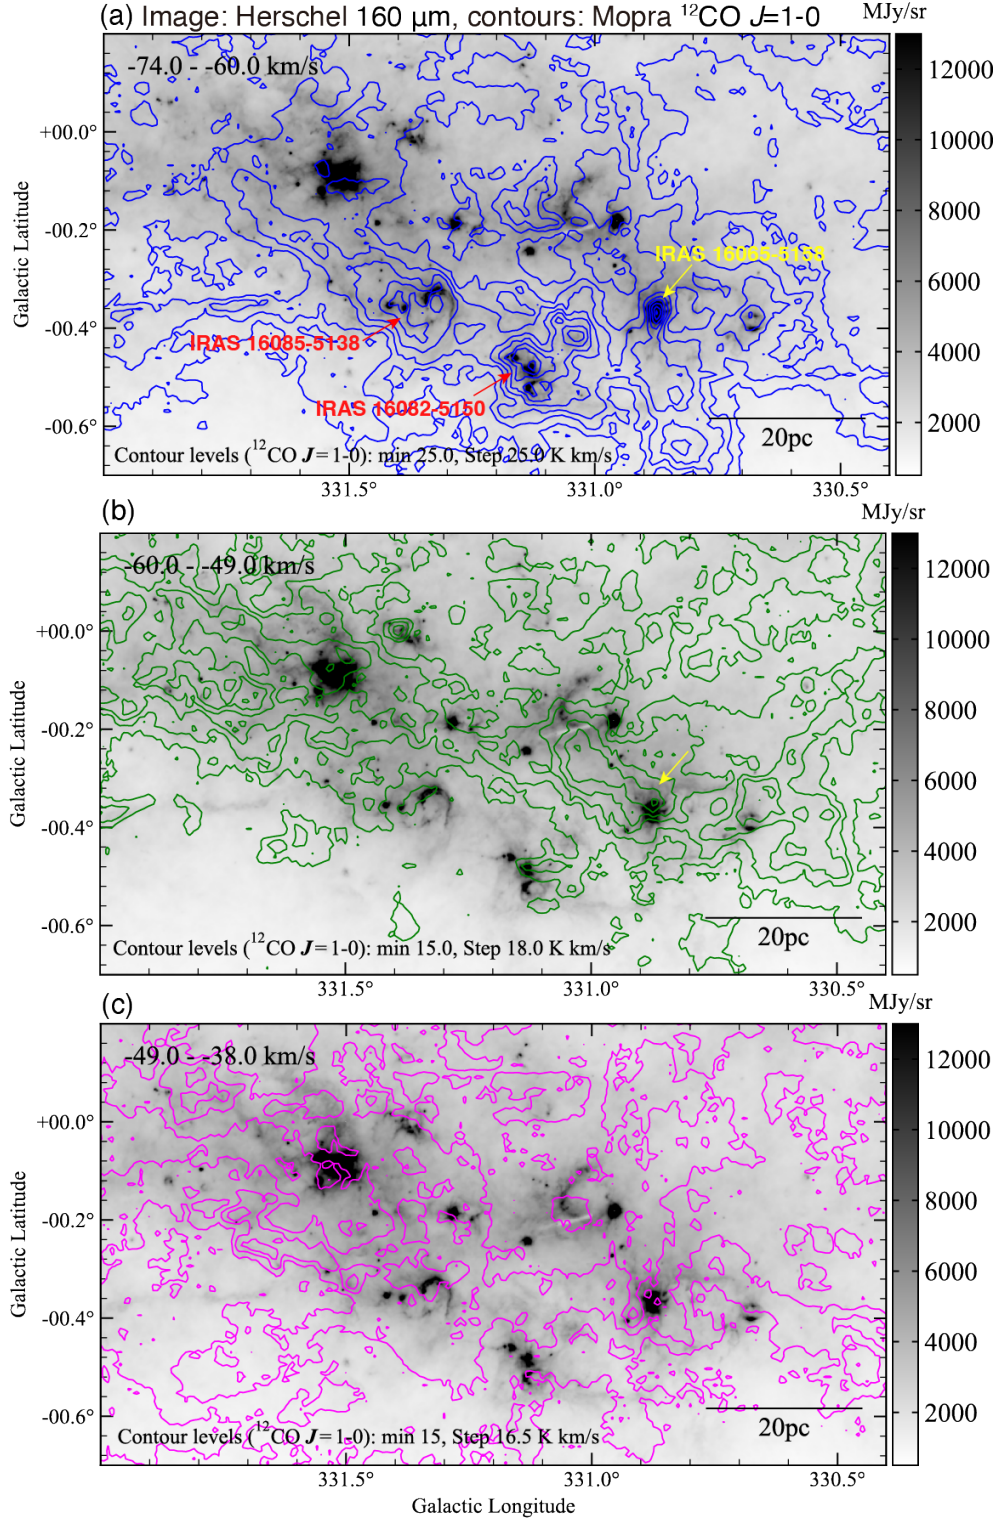 (a) Image: Herschel 160 μm, contours: Mopra ¹²CO J=1-0
MJy/sr
-74.0 - -60.0 km/s
12000
10000
8000
6000
4000
2000
+00.0°
-00.2°
-00.4°
-00.6°
Galactic Latitude
IRAS 16065-5158
IRAS 16085-5138
IRAS 16082-5150
20pc
Contour levels (¹²CO J=1-0): min 25.0, Step 25.0 K km/s
331.5°
331.0°
330.5°
(b)
MJy/sr
-60.0 - -49.0 km/s
12000
10000
8000
6000
4000
2000
+00.0°
-00.2°
-00.4°
-00.6°
Galactic Latitude
20pc
Contour levels (¹²CO J=1-0): min 15.0, Step 18.0 K km/s
331.5°
331.0°
330.5°
(c)
MJy/sr
-49.0 - -38.0 km/s
12000
10000
8000
6000
4000
2000
+00.0°
-00.2°
-00.4°
-00.6°
Galactic Latitude
20pc
Contour levels (¹²CO J=1-0): min 15, Step 16.5 K km/s
331.5°
331.0°
330.5°
Galactic Longitude